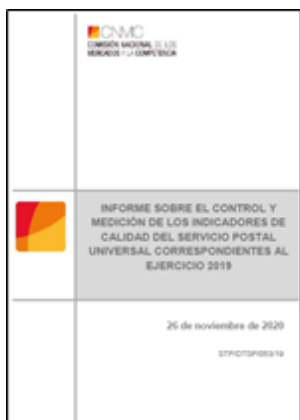 CNMC
COMISIÓN NACIONAL DE LOS
MERCADOS Y LA COMPETENCIA
INFORME SOBRE EL CONTROL Y
MEDICIÓN DE LOS INDICADORES DE
CALIDAD DEL SERVICIO POSTAL
UNIVERSAL CORRESPONDIENTES AL
EJERCICIO 2019
26 de noviembre de 2020